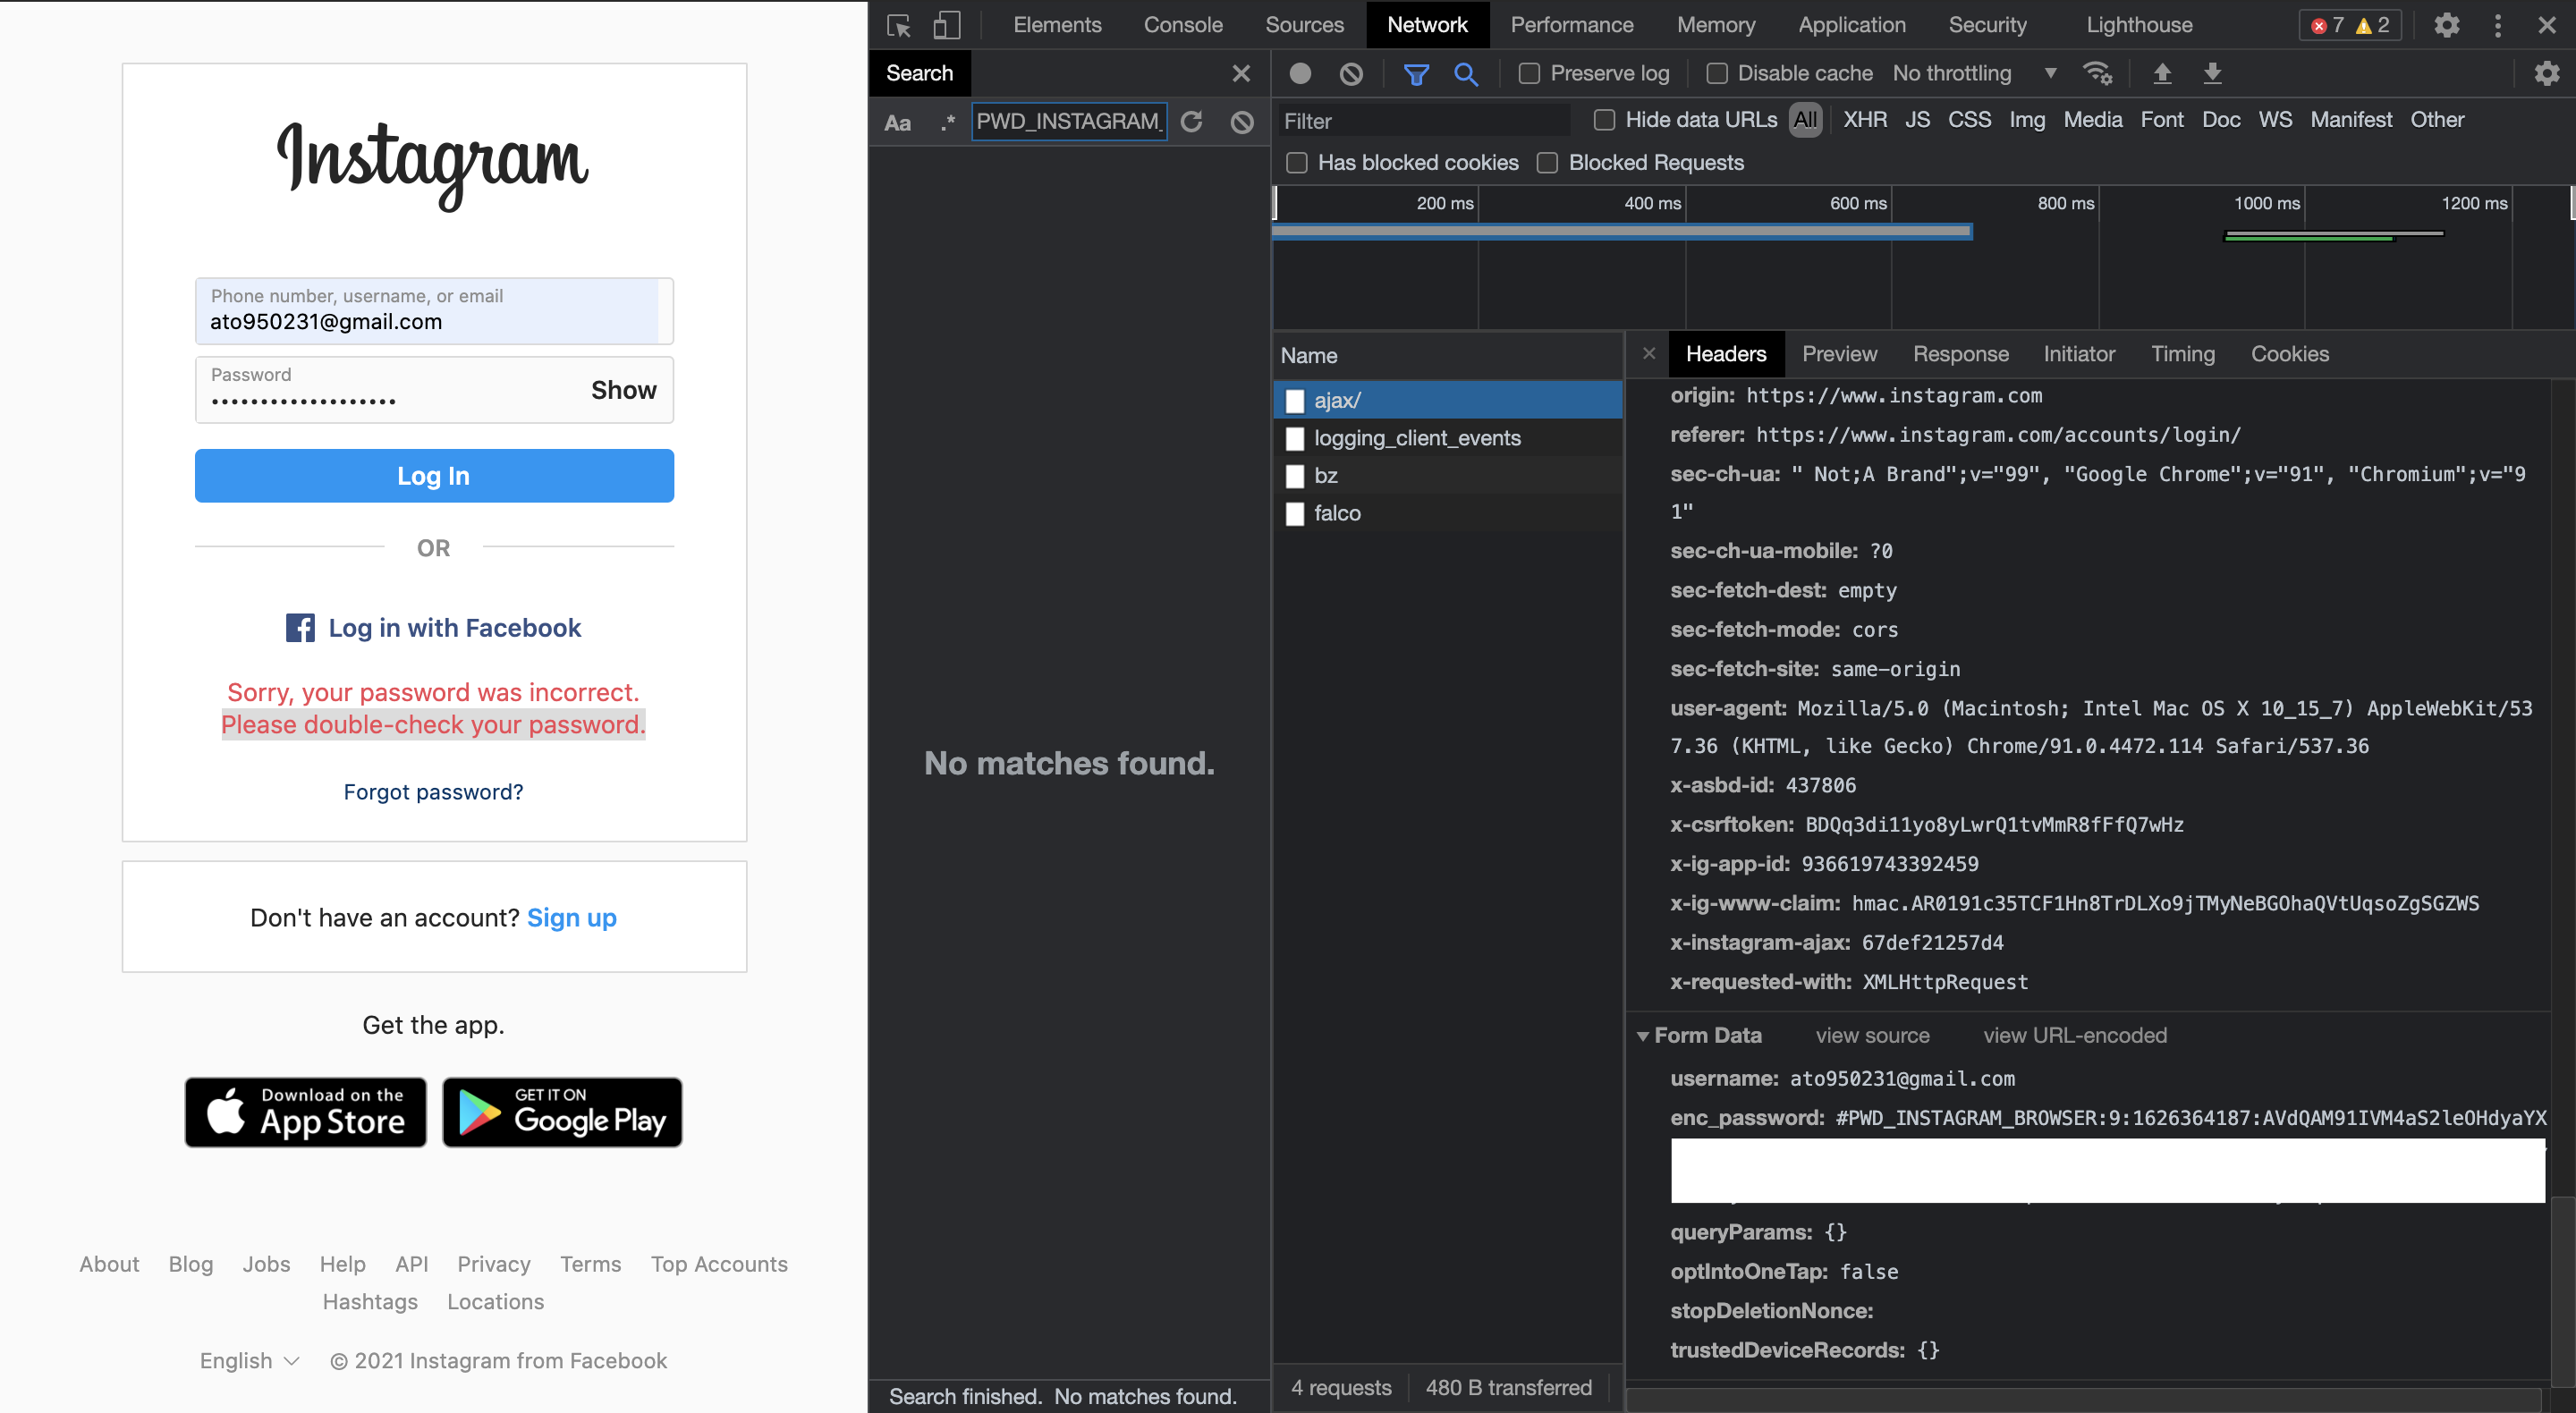 Instagram
Phone number, username, or email
ato950231@gmail.com
Password
•••••••••••••••••••
Show
Log In
OR
Log in with Facebook
Sorry, your password was incorrect.
Please double-check your password.
Forgot password?
Don't have an account? Sign up
Get the app.
Download on the
App Store
GET IT ON
Google Play
About Blog Jobs Help API Privacy Terms Top Accounts
Hashtags Locations
English © 2021 Instagram from Facebook
Elements Console Sources Network Performance Memory Application Security Lighthouse 7 2
Search
Aa .* PWD_INSTAGRAM_
No matches found.
Search finished. No matches found.
Preserve log Disable cache No throttling
Filter Hide data URLs All XHR JS CSS Img Media Font Doc WS Manifest Other
Has blocked cookies Blocked Requests
200 ms 400 ms 600 ms 800 ms 1000 ms 1200 ms
Name
ajax/
logging_client_events
bz
falco
4 requests 480 B transferred
Headers Preview Response Initiator Timing Cookies
origin: https://www.instagram.com
referer: https://www.instagram.com/accounts/login/
sec-ch-ua: " Not;A Brand";v="99", "Google Chrome";v="91", "Chromium";v="9
1"
sec-ch-ua-mobile: ?0
sec-fetch-dest: empty
sec-fetch-mode: cors
sec-fetch-site: same-origin
user-agent: Mozilla/5.0 (Macintosh; Intel Mac OS X 10_15_7) AppleWebKit/53
7.36 (KHTML, like Gecko) Chrome/91.0.4472.114 Safari/537.36
x-asbd-id: 437806
x-csrftoken: BDQq3di11yo8yLwrQ1tvMmR8fFfQ7wHz
x-ig-app-id: 936619743392459
x-ig-www-claim: hmac.AR0191c35TCF1Hn8TrDLXo9jTMyNeBGOhaQVtUqsoZgSGZWS
x-instagram-ajax: 67def21257d4
x-requested-with: XMLHttpRequest
Form Data view source view URL-encoded
username: ato950231@gmail.com
enc_password: #PWD_INSTAGRAM_BROWSER:9:1626364187:AVdQAM91IVM4aS2leOHdyaYX
queryParams: {}
optIntoOneTap: false
stopDeletionNonce:
trustedDeviceRecords: {}